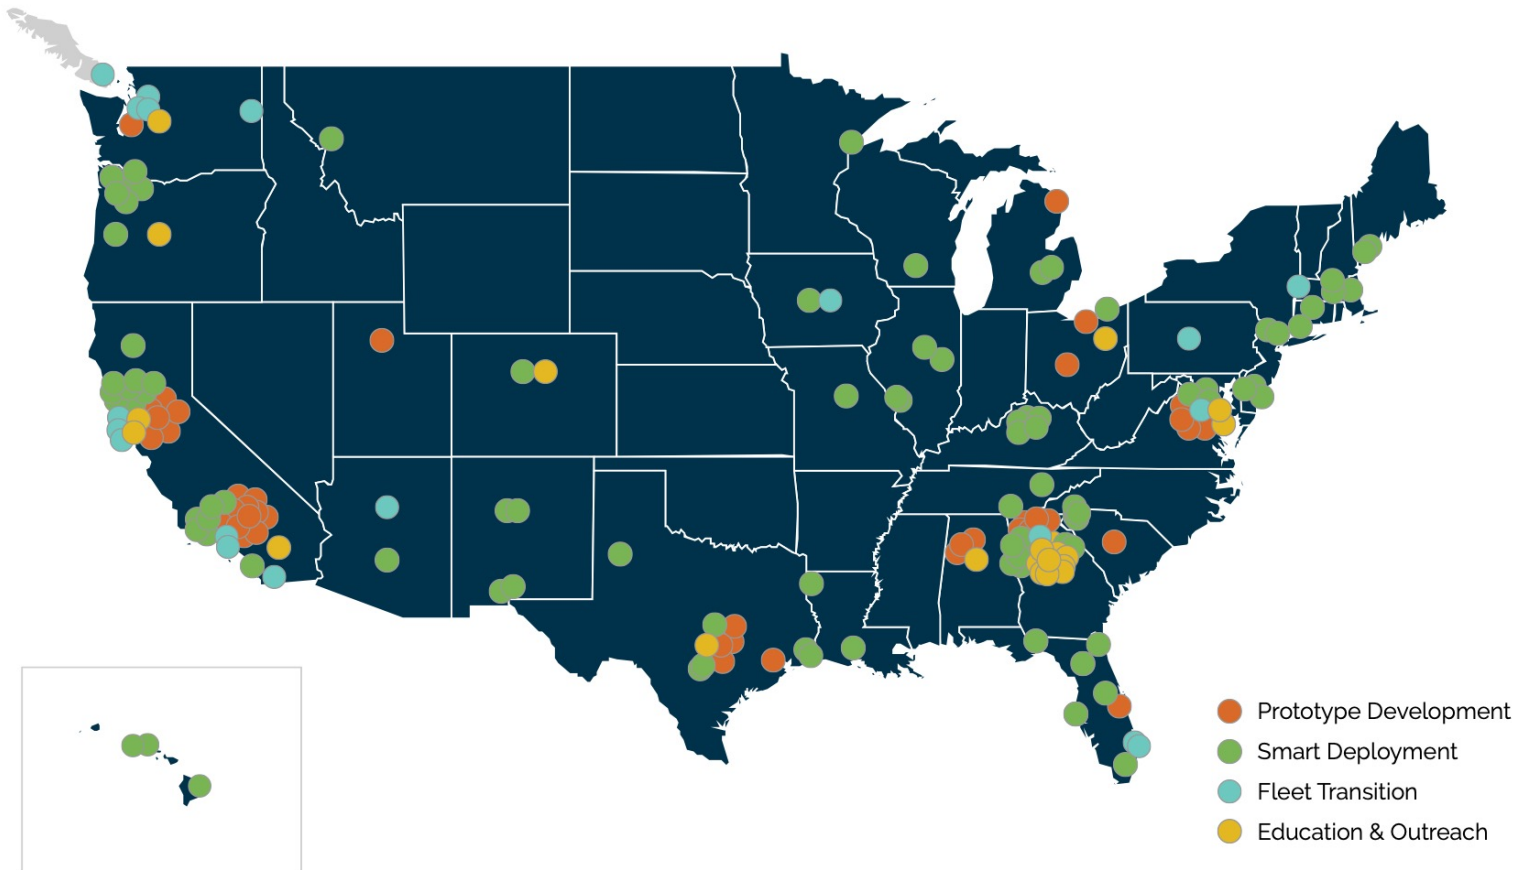 Prototype Development
Smart Deployment
Fleet Transition
Education & Outreach